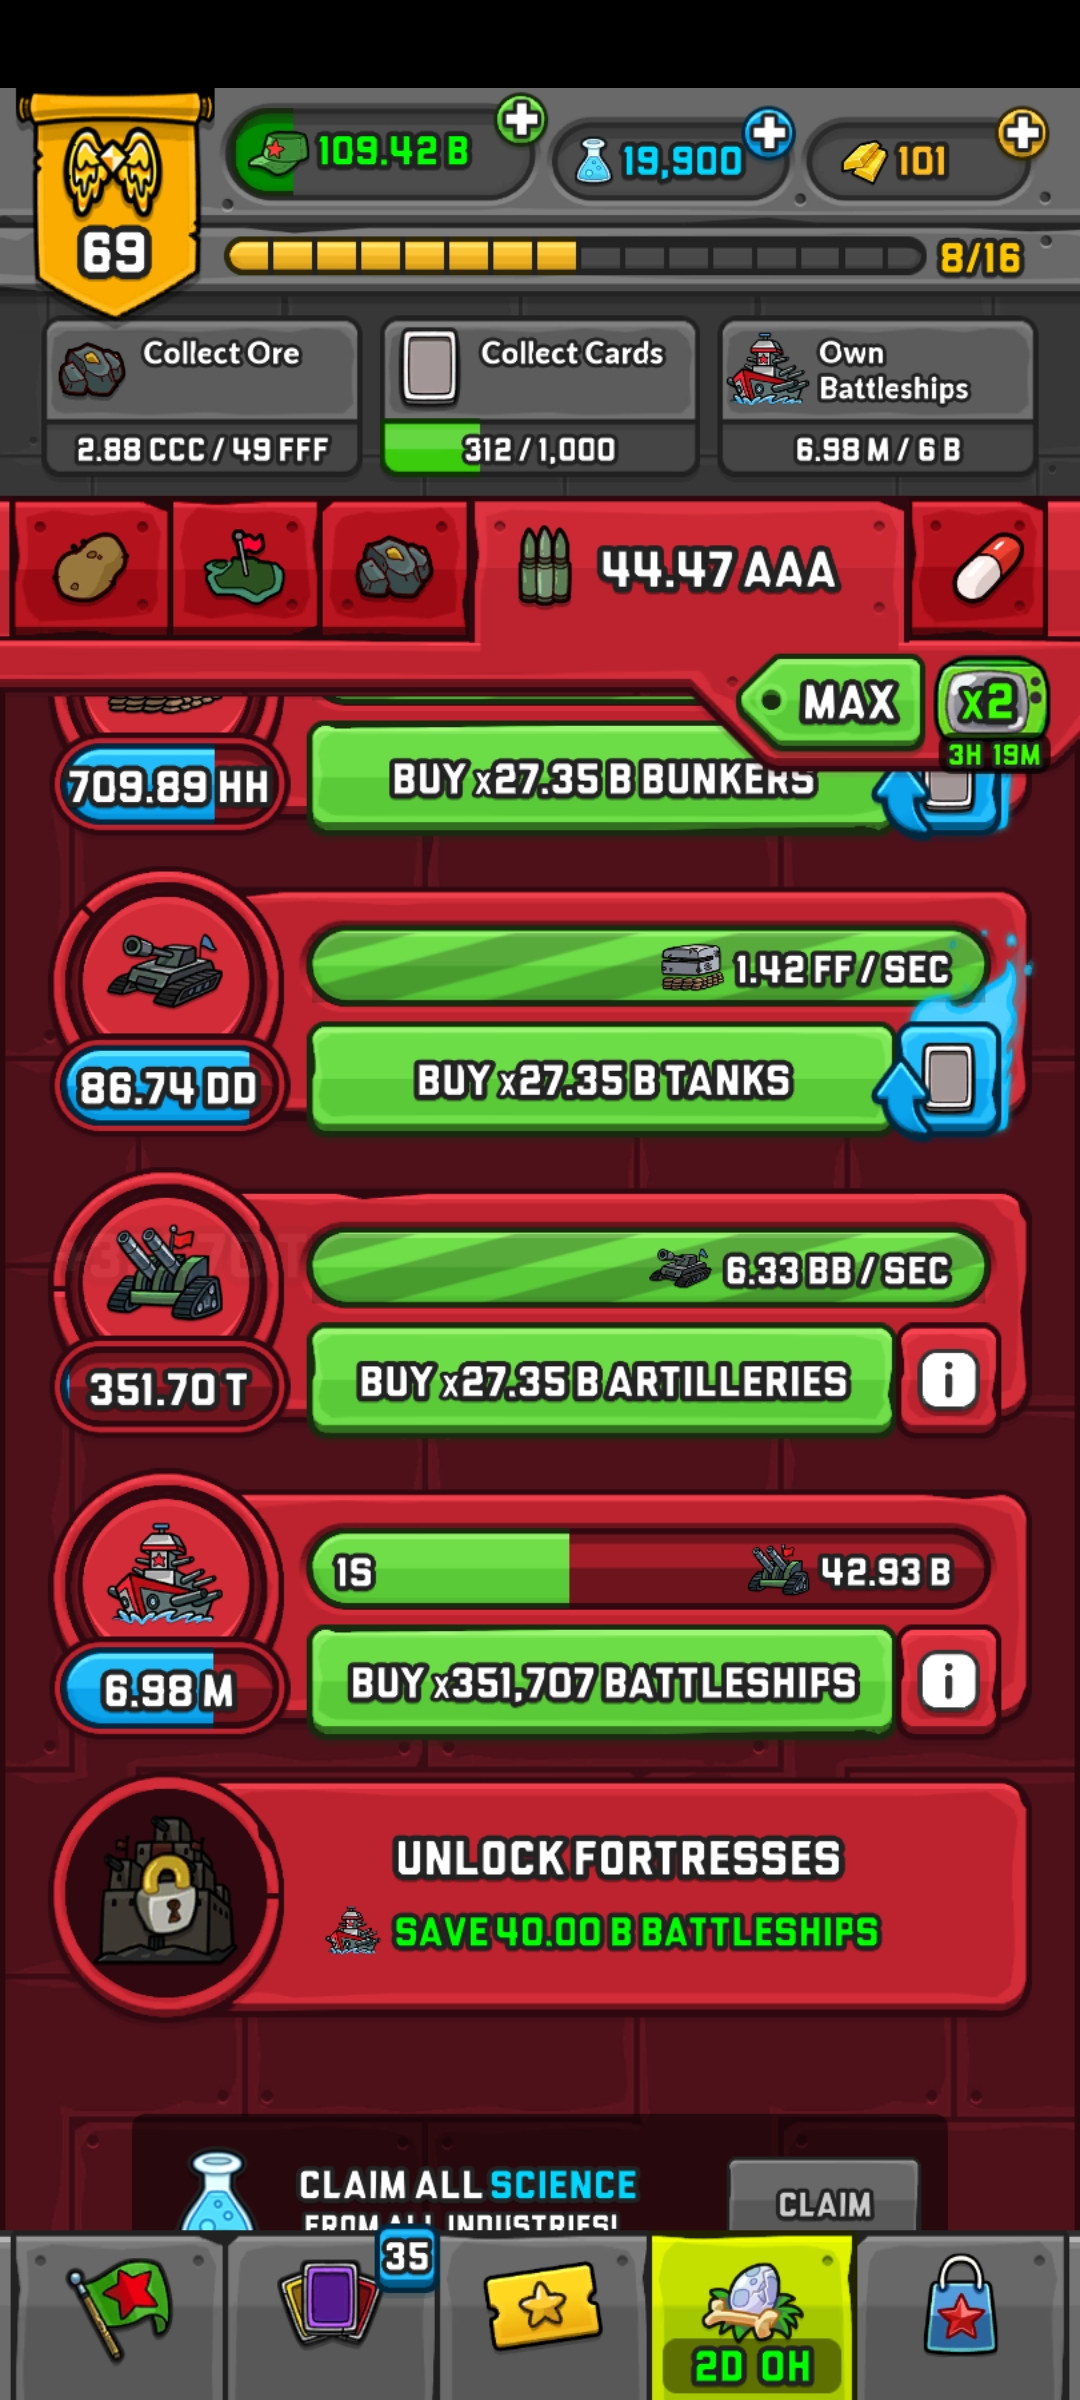 69
109.42 B
19,900
101
8/16
Collect Ore
2.88 CCC / 49 FFF
Collect Cards
312 / 1,000
Own
Battleships
6.98 M / 6 B
44.47 AAA
MAX
x2
3H 19M
709.89 HH
BUY x27.35 B BUNKERS
1.42 FF / SEC
86.74 DD
BUY x27.35 B TANKS
6.33 BB / SEC
351.70 T
BUY x27.35 B ARTILLERIES
i
1S
42.93 B
6.98 M
BUY x351,707 BATTLESHIPS
i
UNLOCK FORTRESSES
SAVE 40.00 B BATTLESHIPS
CLAIM ALL SCIENCE
FROM ALL INDUSTRIES!
CLAIM
35
2D 0H